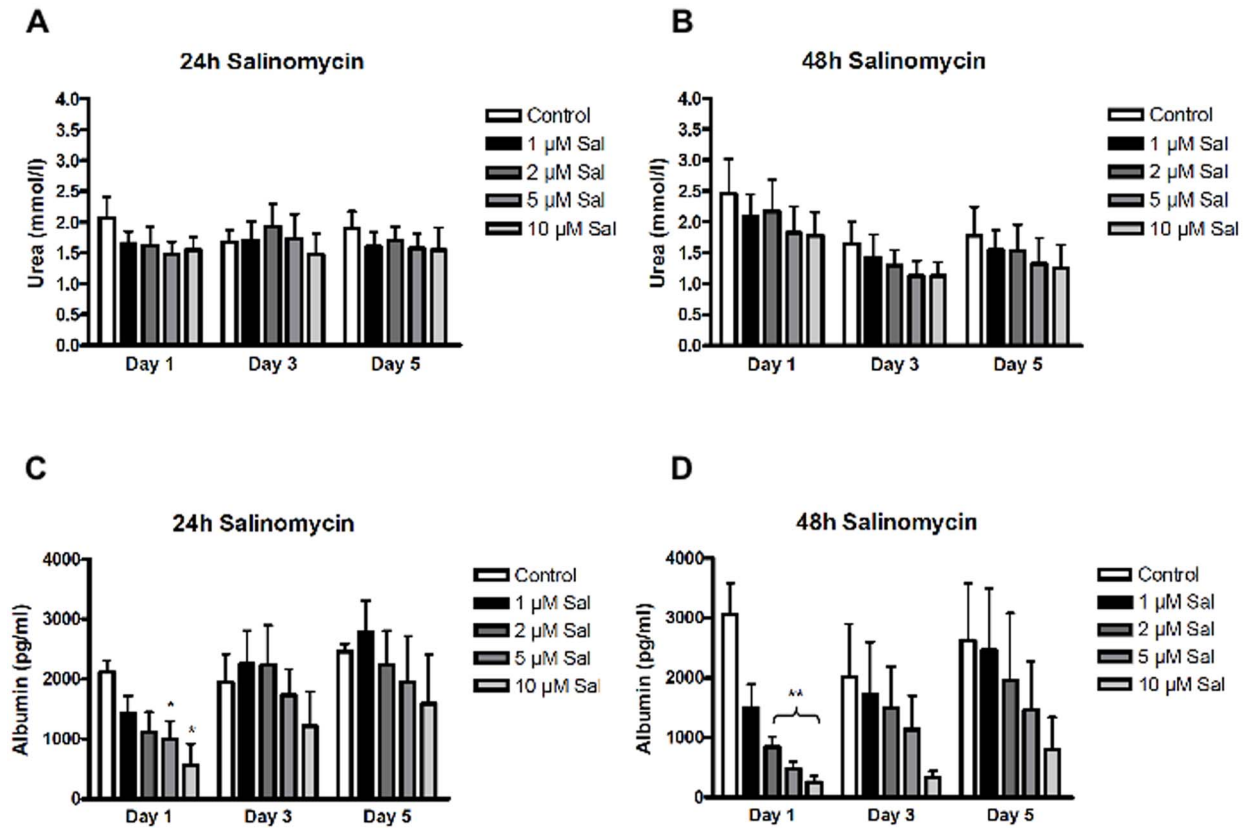 A
24h Salinomycin
Urea (mmol/l)
4.0
3.5
3.0
2.5
2.0
1.5
1.0
0.5
0.0
Day 1 Day 3 Day 5
Control
1 µM Sal
2 µM Sal
5 µM Sal
10 µM Sal
B
48h Salinomycin
Urea (mmol/l)
4.0
3.5
3.0
2.5
2.0
1.5
1.0
0.5
0.0
Day 1 Day 3 Day 5
Control
1 µM Sal
2 µM Sal
5 µM Sal
10 µM Sal
C
24h Salinomycin
Albumin (pg/ml)
4000
3000
2000
1000
0
* *
Day 1 Day 3 Day 5
Control
1 µM Sal
2 µM Sal
5 µM Sal
10 µM Sal
D
48h Salinomycin
Albumin (pg/ml)
4000
3000
2000
1000
0
**
Day 1 Day 3 Day 5
Control
1 µM Sal
2 µM Sal
5 µM Sal
10 µM Sal